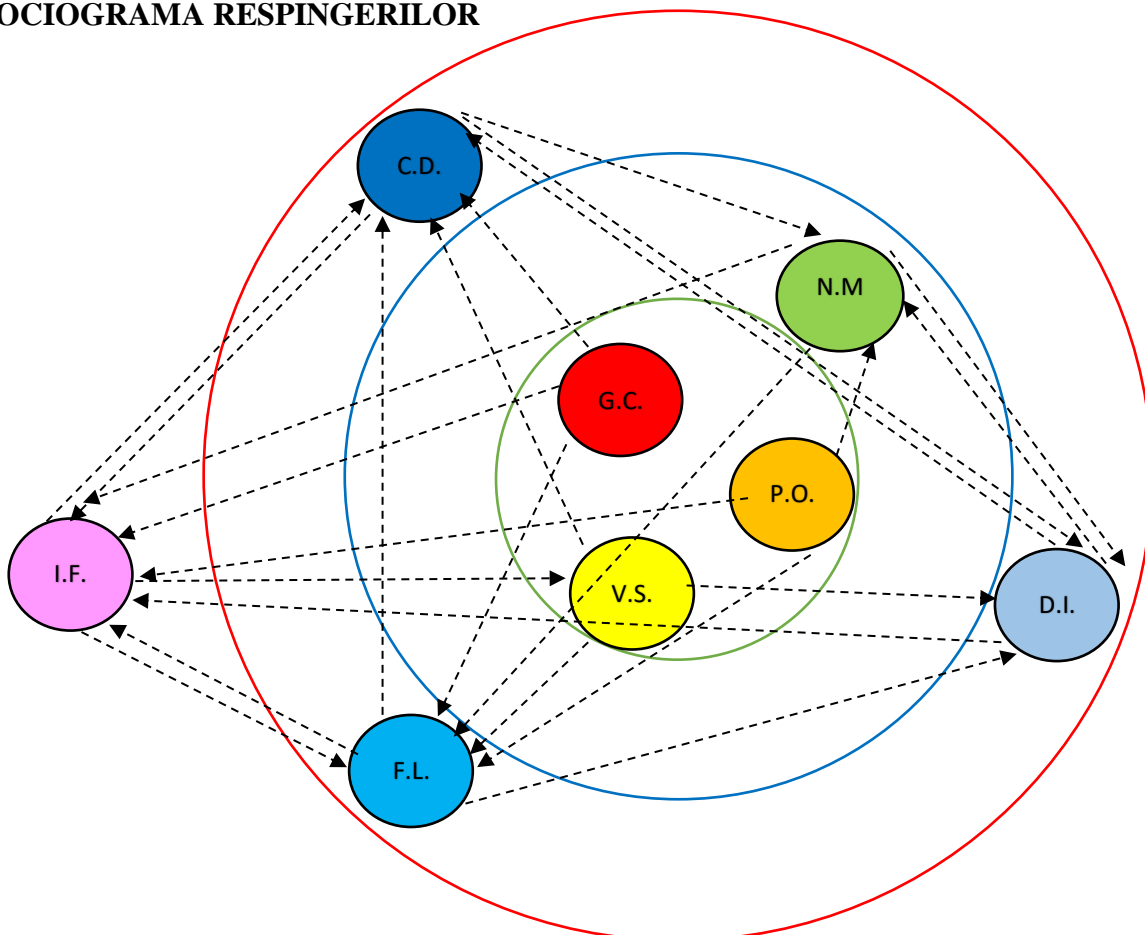 OCIOGRAMA RESPINGERILOR
C.D.
N.M
G.C.
P.O.
I.F.
V.S.
D.I.
F.L.